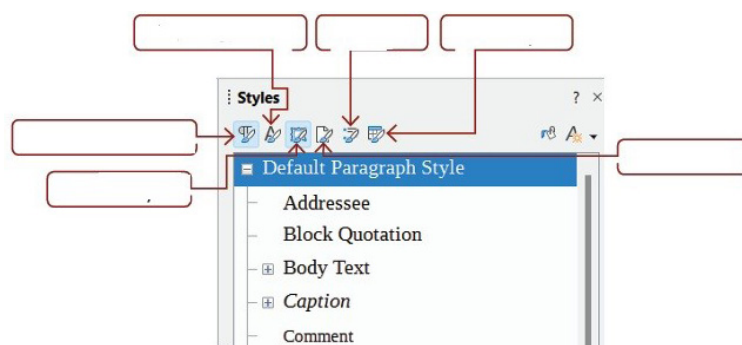 Styles
?
×
Default Paragraph Style
Addressee
Block Quotation
Body Text
Caption
Comment